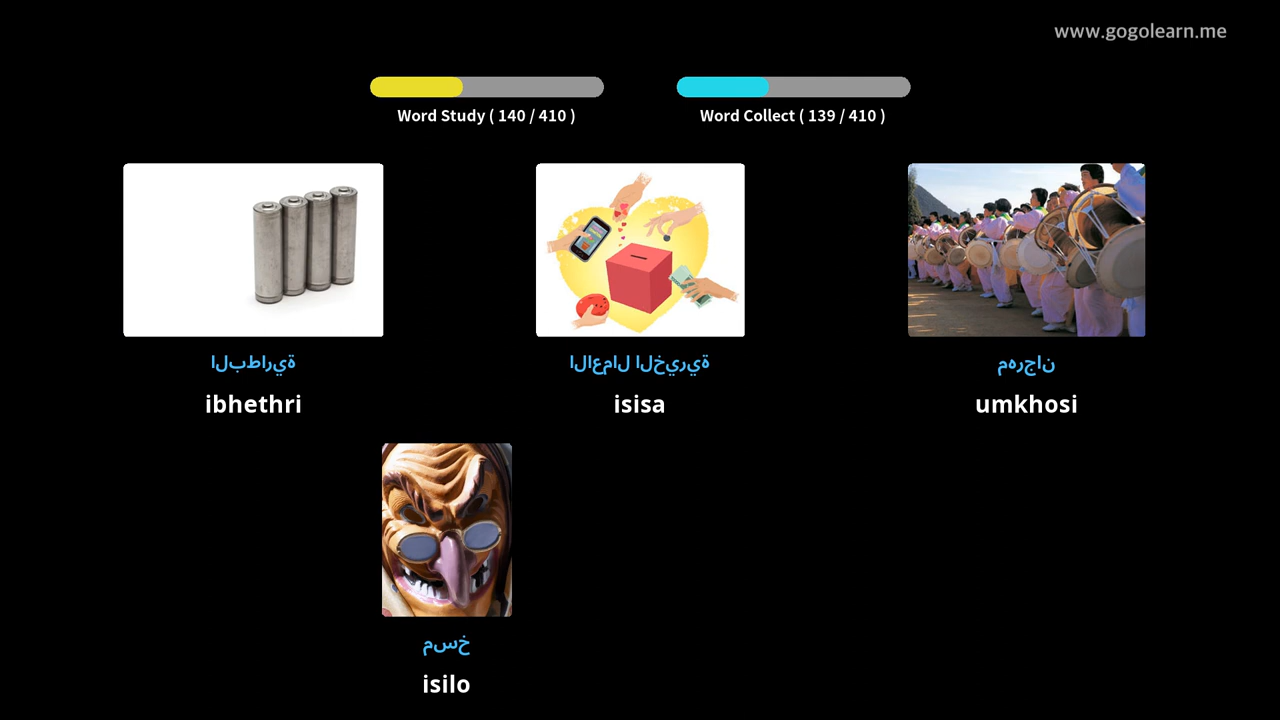 www.gogolearn.me
Word Study ( 140 / 410 )
Word Collect ( 139 / 410 )
البطارية
ibhethri
الاعمال الخيرية
isisa
مهرجان
umkhosi
مسخ
isilo